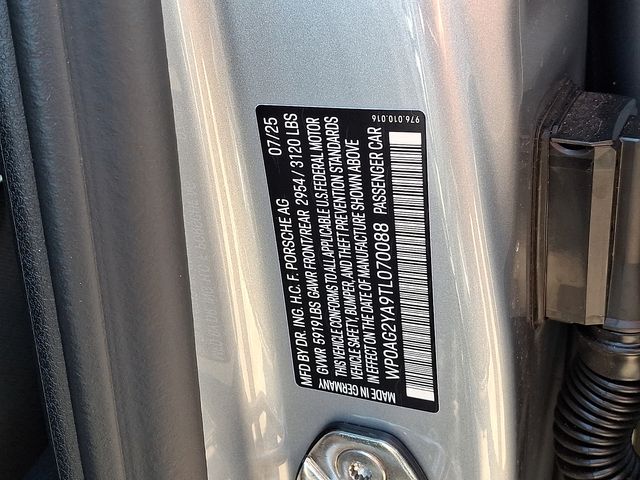 MFD BY DR. ING. H.C. F. PORSCHE AG 07/25
GVWR 5919 LBS GAWR FRONT/REAR 2954 / 3120 LBS
THIS VEHICLE CONFORMS TO ALL APPLICABLE U.S. FEDERAL MOTOR
VEHICLE SAFETY, BUMPER, AND THEFT PREVENTION STANDARDS
IN EFFECT ON THE DATE OF MANUFACTURE SHOWN ABOVE
WP0AG2YA9TL070088 PASSENGER CAR
MADE IN GERMANY 976.010.016